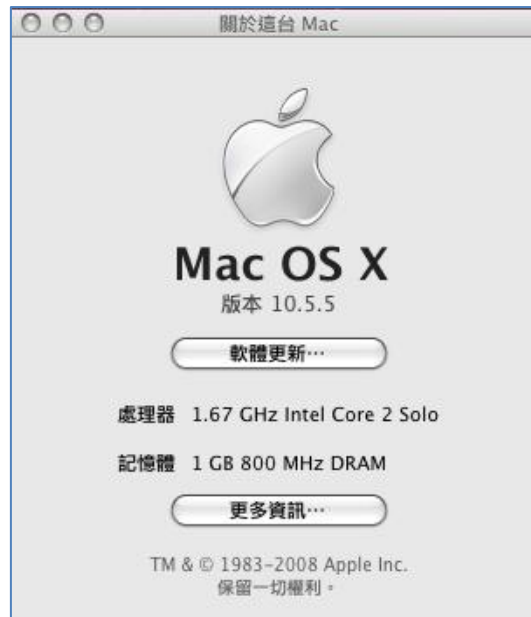 關於這台 Mac
Mac OS X
版本 10.5.5
軟體更新…
處理器 1.67 GHz Intel Core 2 Solo
記憶體 1 GB 800 MHz DRAM
更多資訊…
TM & © 1983-2008 Apple Inc.
保留一切權利。